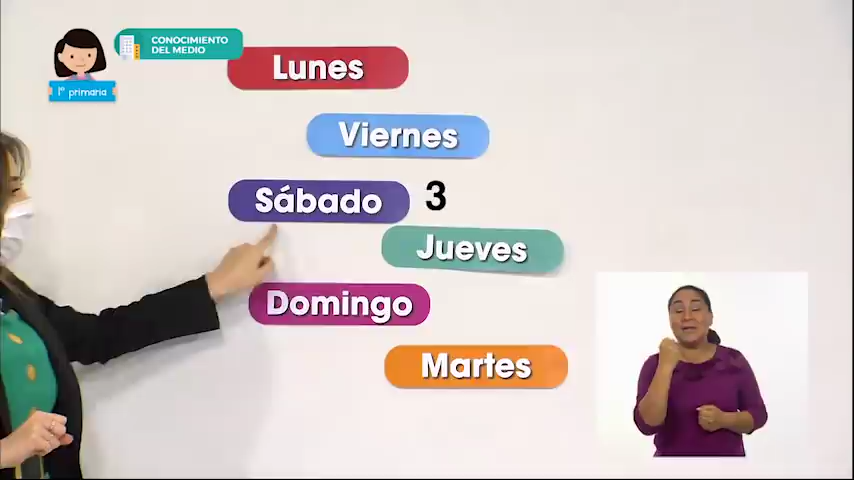 CONOCIMIENTO
DEL MEDIO
1º primaria
Lunes
Viernes
Sábado 3
Jueves
Domingo
Martes